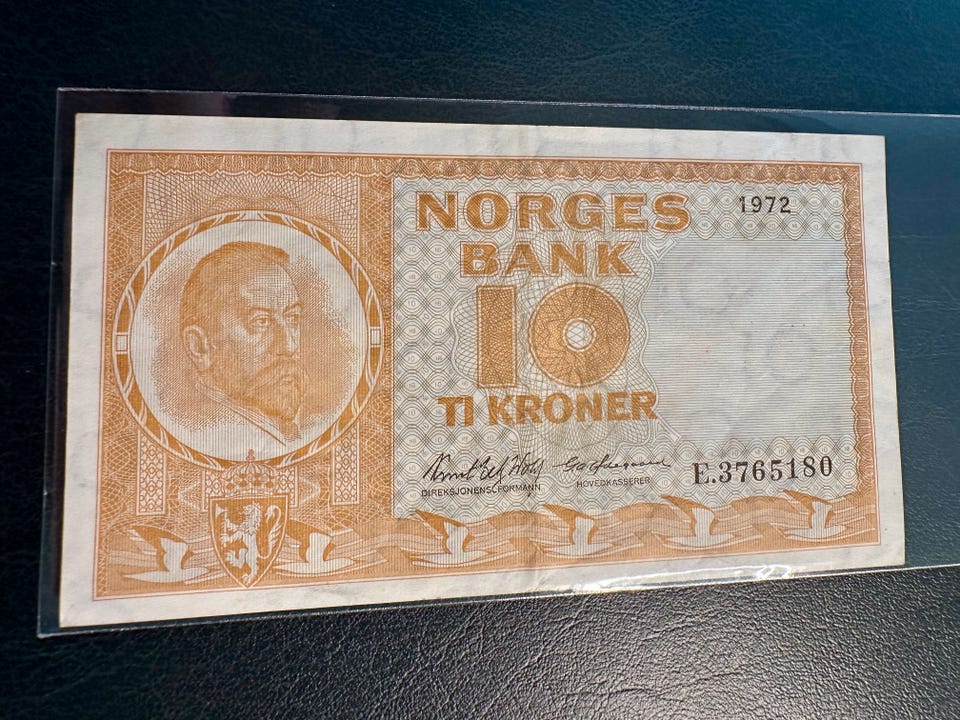 NORGES
1972
BANK
10
TI KRONER
DIREKSJONENS FORMANN
HOVEDKASSERER
E.3765180